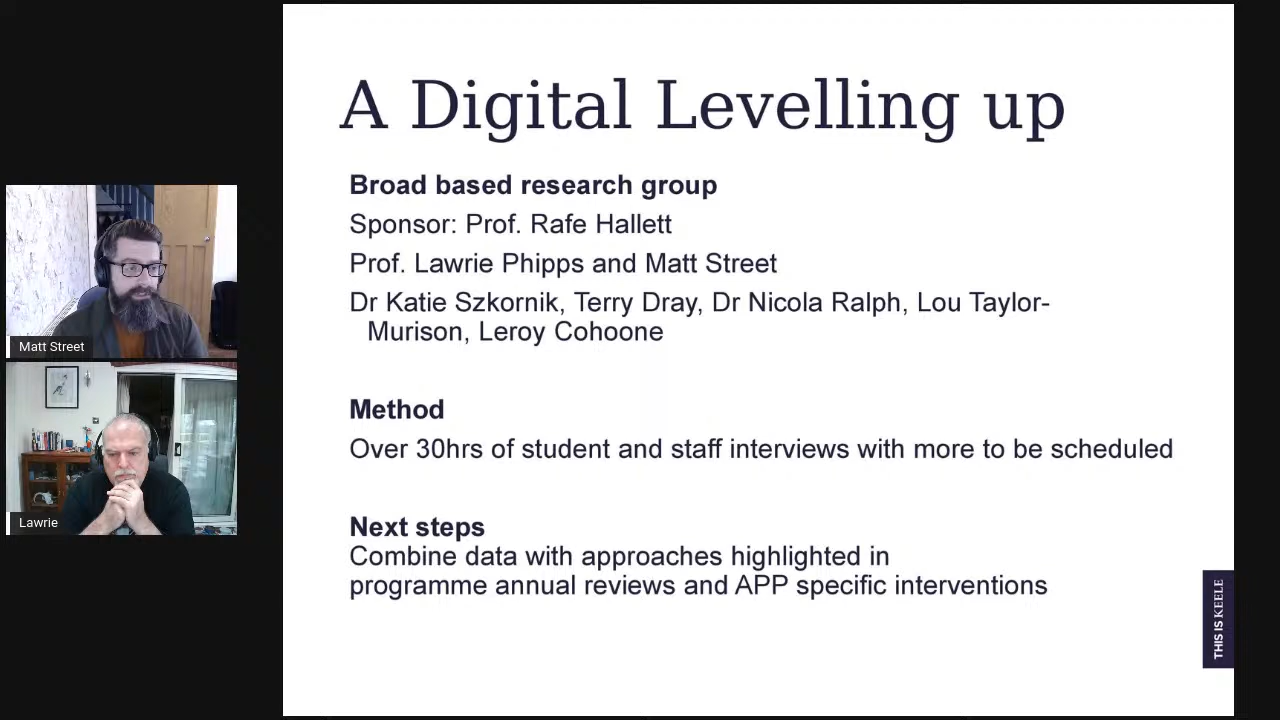 A Digital Levelling up
Broad based research group
Sponsor: Prof. Rafe Hallett
Prof. Lawrie Phipps and Matt Street
Dr Katie Szkornik, Terry Dray, Dr Nicola Ralph, Lou Taylor-
Murison, Leroy Cohoone
Method
Over 30hrs of student and staff interviews with more to be scheduled
Next steps
Combine data with approaches highlighted in
programme annual reviews and APP specific interventions
THIS IS KEELE
Matt Street
Lawrie